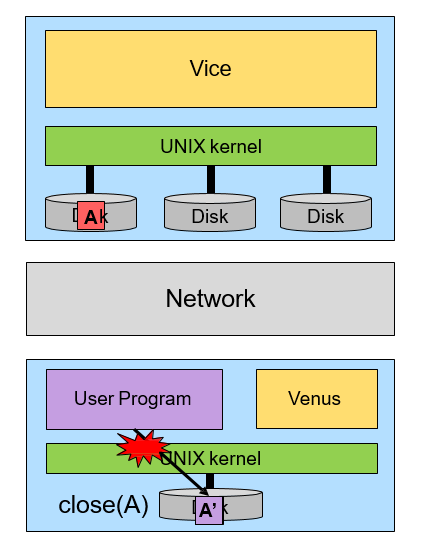 Vice
UNIX kernel
A
Disk
Disk
Network
User Program
Venus
UNIX kernel
close(A)
A’